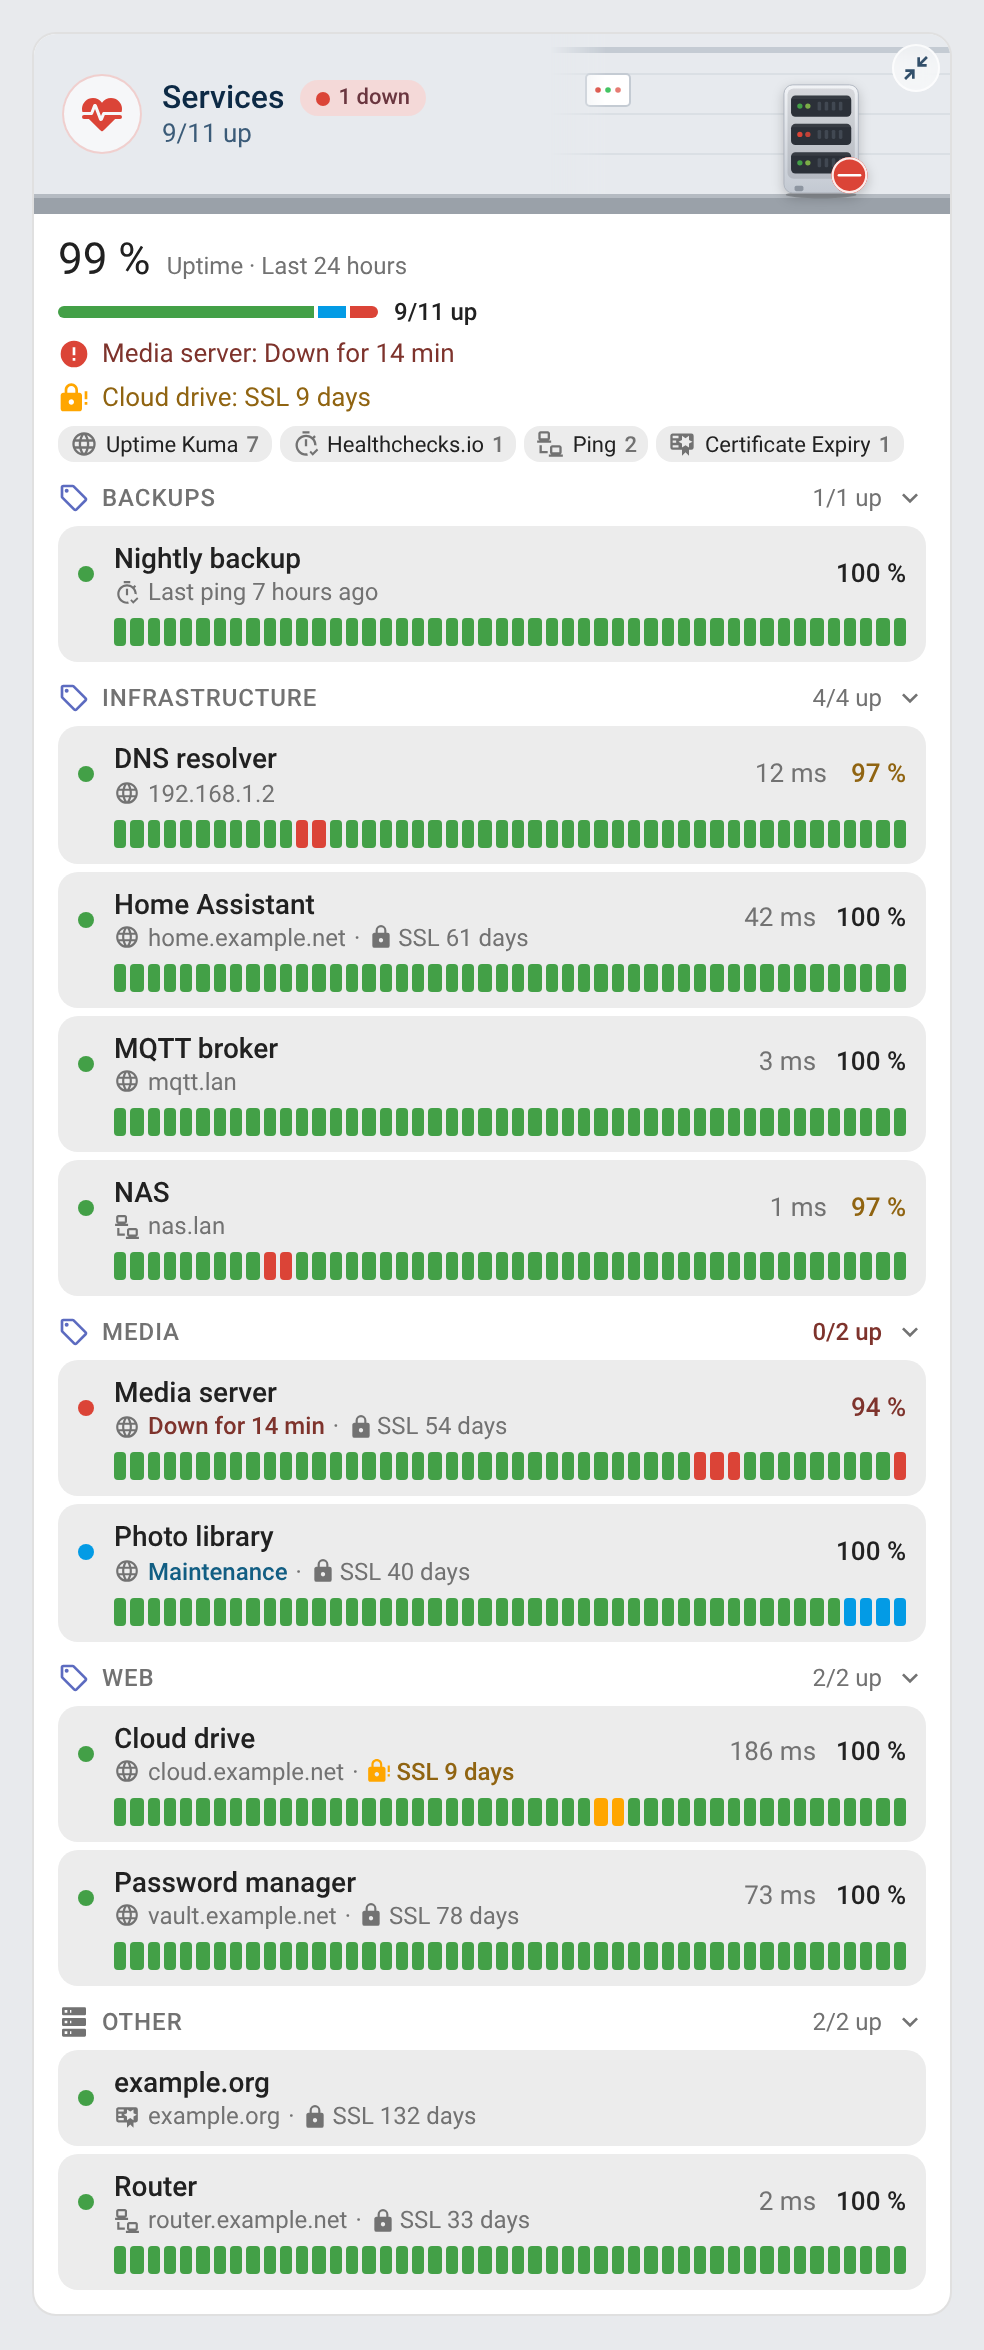 Services
1 down
9/11 up
99 % Uptime · Last 24 hours
9/11 up
Media server: Down for 14 min
Cloud drive: SSL 9 days
Uptime Kuma 7 Healthchecks.io 1 Ping 2 Certificate Expiry 1
BACKUPS 1/1 up
Nightly backup
100 %
Last ping 7 hours ago
INFRASTRUCTURE 4/4 up
DNS resolver
12 ms 97 %
192.168.1.2
Home Assistant
42 ms 100 %
home.example.net · SSL 61 days
MQTT broker
3 ms 100 %
mqtt.lan
NAS
1 ms 97 %
nas.lan
MEDIA 0/2 up
Media server
94 %
Down for 14 min · SSL 54 days
Photo library
100 %
Maintenance · SSL 40 days
WEB 2/2 up
Cloud drive
186 ms 100 %
cloud.example.net · SSL 9 days
Password manager
73 ms 100 %
vault.example.net · SSL 78 days
OTHER 2/2 up
example.org
example.org · SSL 132 days
Router
2 ms 100 %
router.example.net · SSL 33 days